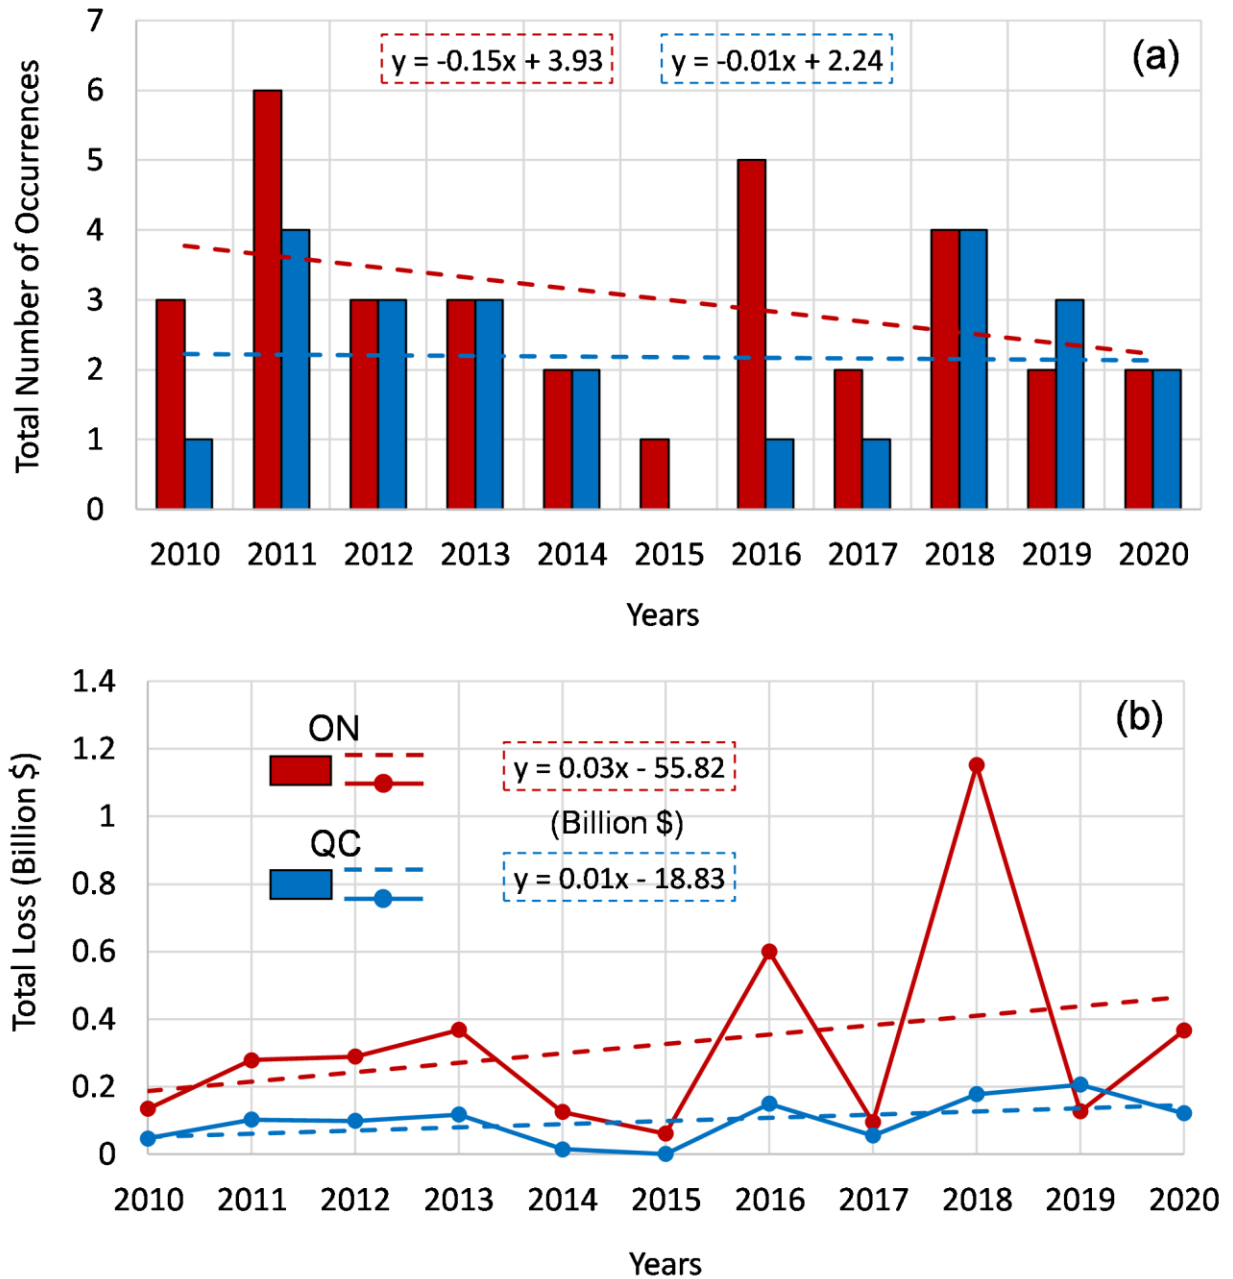 7
6
5
4
3
2
1
0
Total Number of Occurrences
y = -0.15x + 3.93
y = -0.01x + 2.24
(a)
2010 2011 2012 2013 2014 2015 2016 2017 2018 2019 2020
Years
1.4
1.2
1
0.8
0.6
0.4
0.2
0
Total Loss (Billion $)
(b)
ON
y = 0.03x - 55.82
(Billion $)
QC
y = 0.01x - 18.83
2010 2011 2012 2013 2014 2015 2016 2017 2018 2019 2020
Years